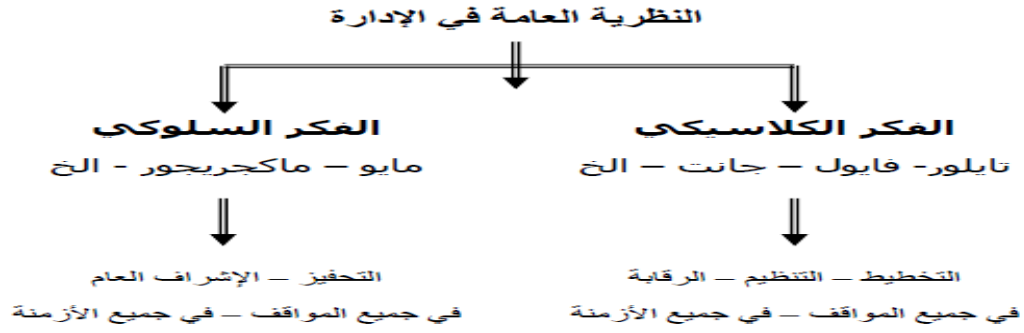 النظرية العامة في الإدارة
الفكر الكلاسيكي
تايلور- فايول – جانت – الخ
التخطيط – التنظيم – الرقابة
في جميع المواقف – في جميع الأزمنة
الفكر السلوكي
مايو – ماكجريجور - الخ
التحفيز – الإشراف العام
في جميع المواقف – في جميع الأزمنة